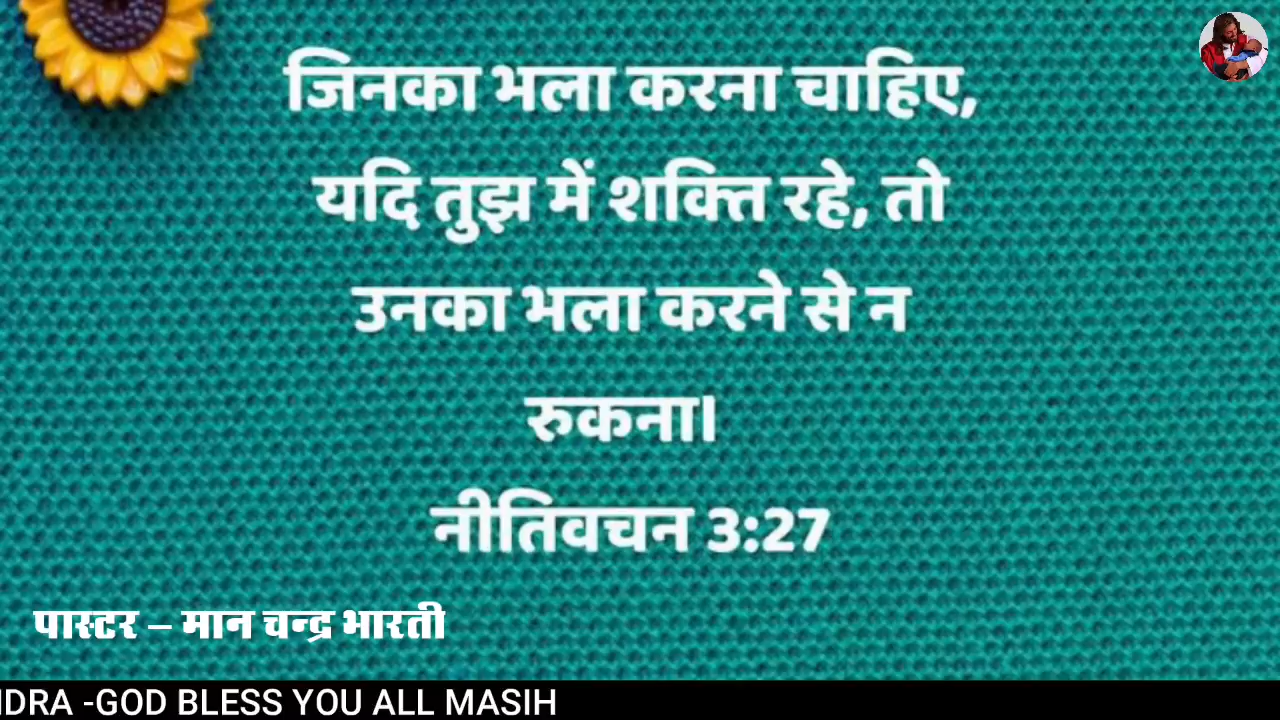 जिनका भला करना चाहिए,
यदि तुझ में शक्ति रहे, तो
उनका भला करने से न
रुकना।
नीतिवचन 3:27
पास्टर – मान चन्द्र भारती
NDRA -GOD BLESS YOU ALL MASIH